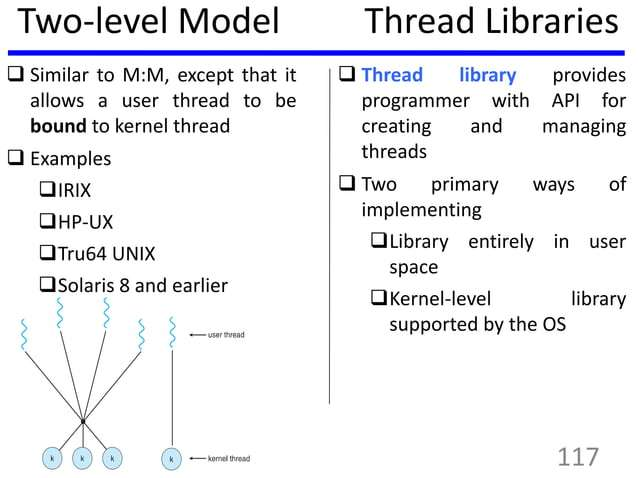 Two-level Model
❑ Similar to M:M, except that it
allows a user thread to be
bound to kernel thread
❑ Examples
❑IRIX
❑HP-UX
❑Tru64 UNIX
❑Solaris 8 and earlier
user thread
k k k k
kernel thread
Thread Libraries
❑ Thread library provides
programmer with API for
creating and managing
threads
❑ Two primary ways of
implementing
❑Library entirely in user
space
❑Kernel-level library
supported by the OS
117